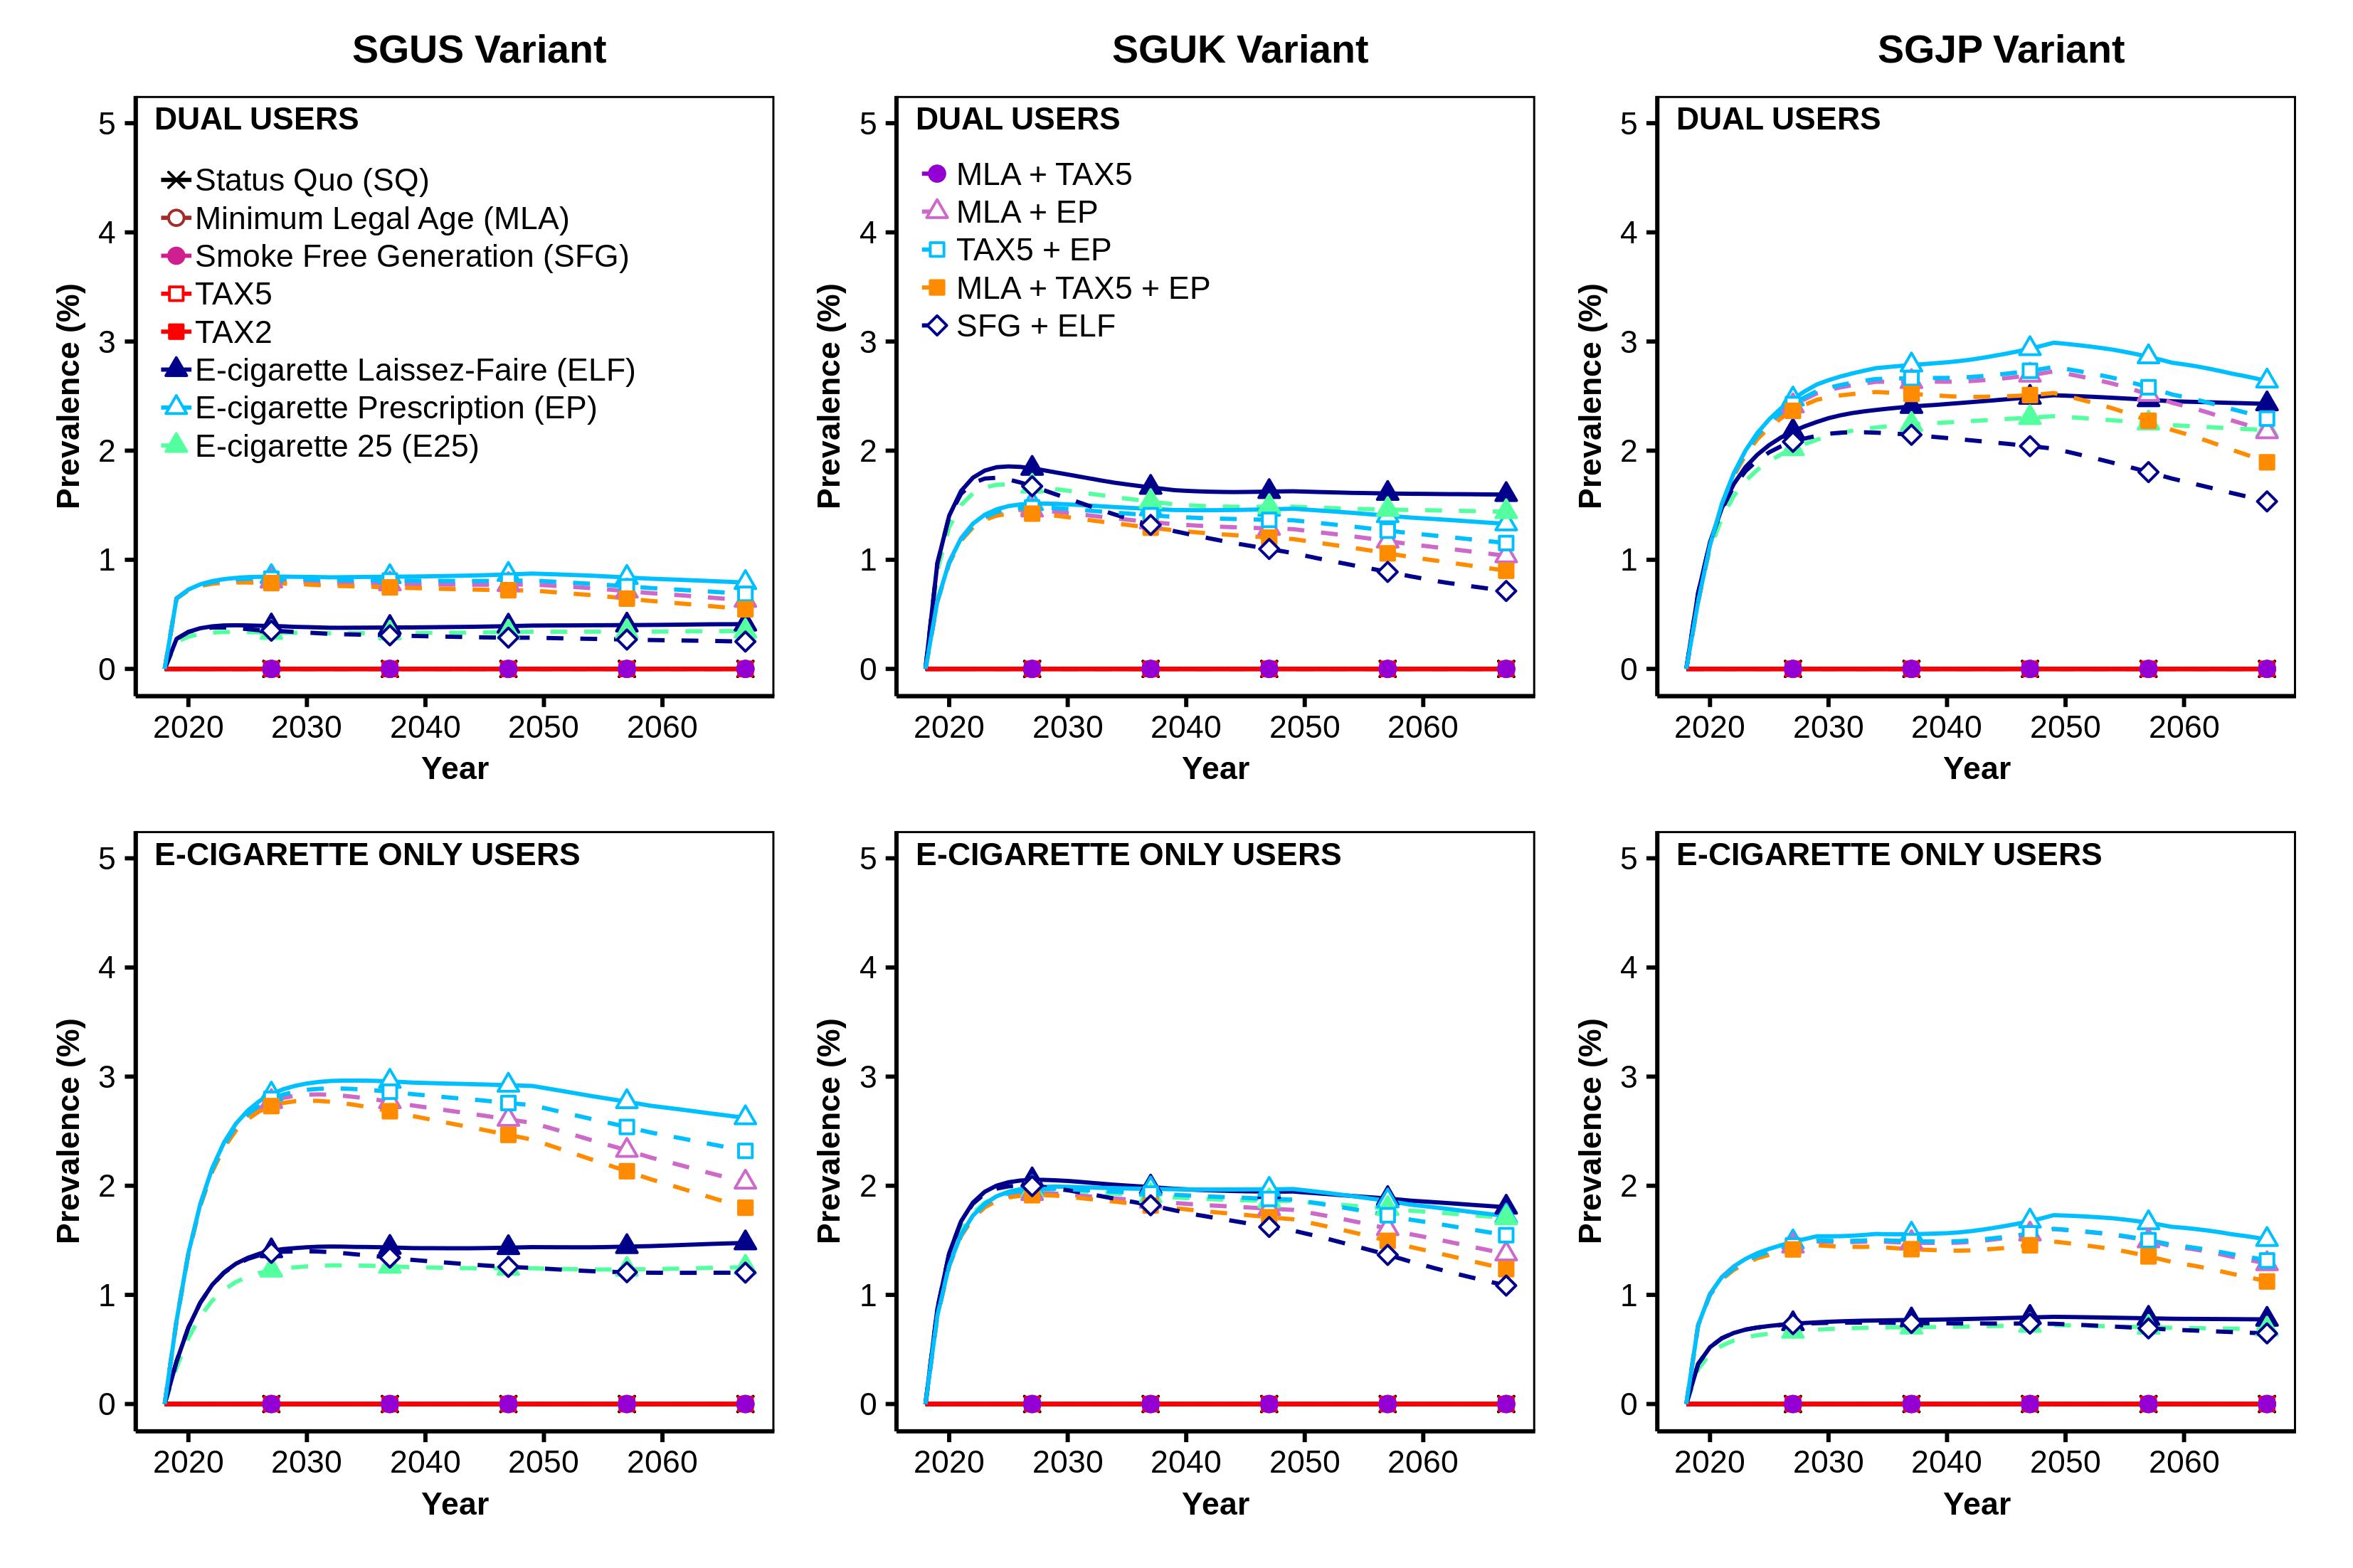 SGUS Variant
SGUK Variant
SGJP Variant
DUAL USERS
Status Quo (SQ)
Minimum Legal Age (MLA)
Smoke Free Generation (SFG)
TAX5
TAX2
E-cigarette Laissez-Faire (ELF)
E-cigarette Prescription (EP)
E-cigarette 25 (E25)
Prevalence (%)
5
4
3
2
1
0
2020 2030 2040 2050 2060
Year
DUAL USERS
MLA + TAX5
MLA + EP
TAX5 + EP
MLA + TAX5 + EP
SFG + ELF
Prevalence (%)
5
4
3
2
1
0
2020 2030 2040 2050 2060
Year
DUAL USERS
Prevalence (%)
5
4
3
2
1
0
2020 2030 2040 2050 2060
Year
E-CIGARETTE ONLY USERS
Prevalence (%)
5
4
3
2
1
0
2020 2030 2040 2050 2060
Year
E-CIGARETTE ONLY USERS
Prevalence (%)
5
4
3
2
1
0
2020 2030 2040 2050 2060
Year
E-CIGARETTE ONLY USERS
Prevalence (%)
5
4
3
2
1
0
2020 2030 2040 2050 2060
Year